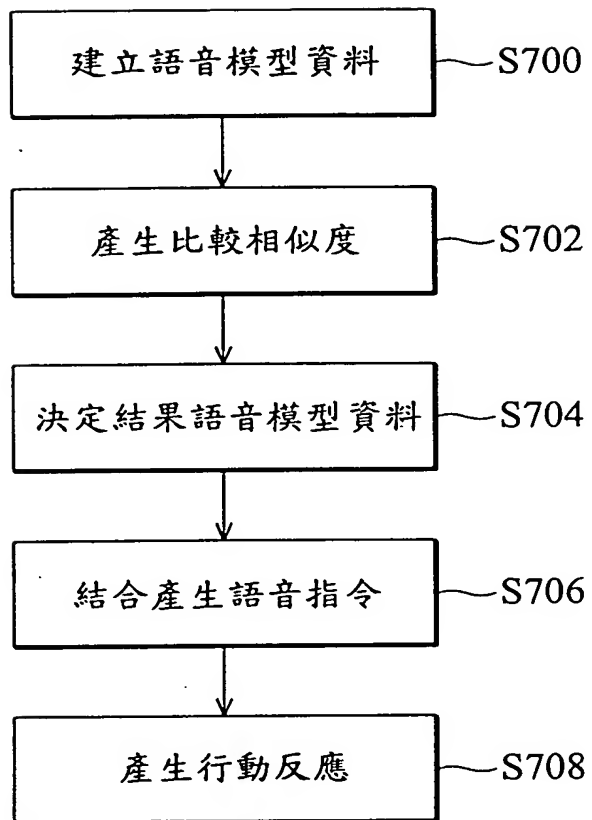 建立語音模型資料 S700
產生比較相似度 S702
決定結果語音模型資料 S704
結合產生語音指令 S706
產生行動反應 S708